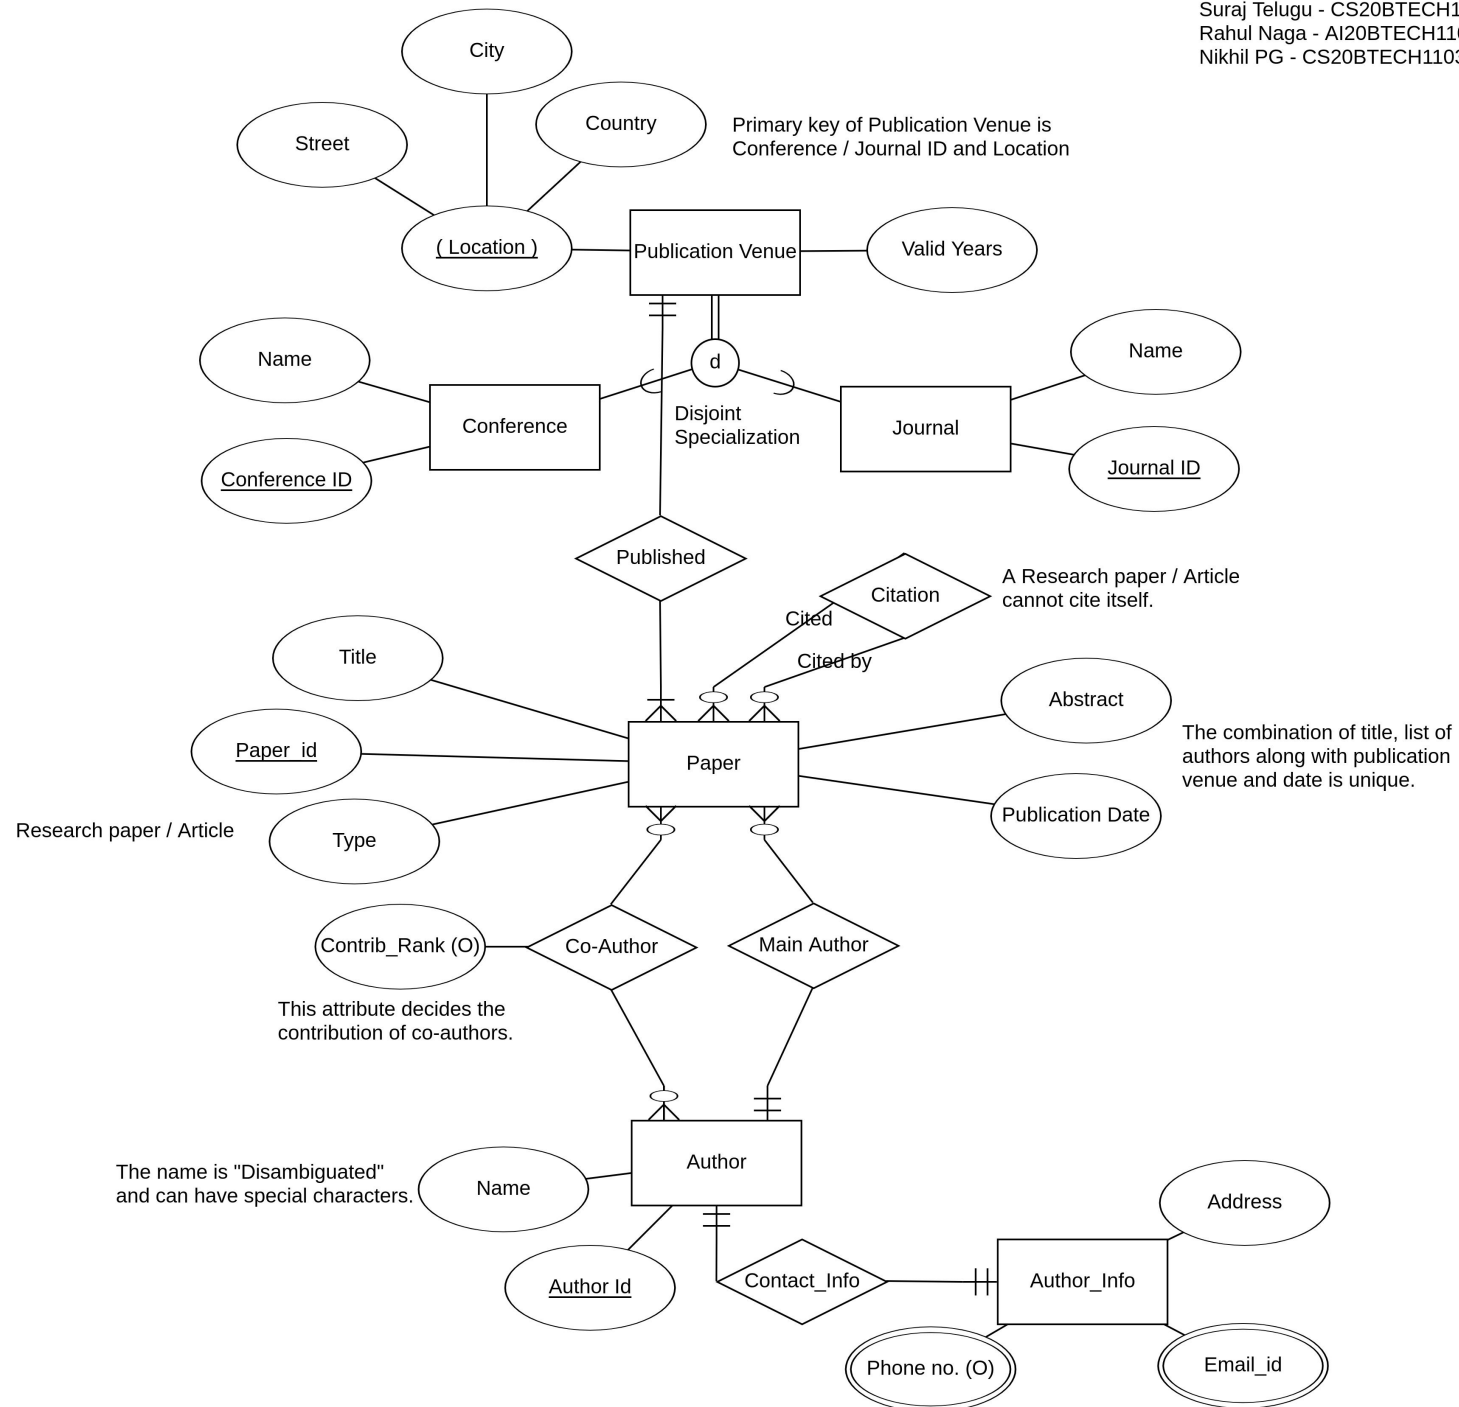 Suraj Telugu - CS20BTECH1
Rahul Naga - AI20BTECH110
Nikhil PG - CS20BTECH1103
City
Country
Street
Primary key of Publication Venue is
Conference / Journal ID and Location
( Location )
Publication Venue
Valid Years
Name
d
Name
Disjoint
Specialization
Conference
Journal
Conference ID
Journal ID
Published
Citation
A Research paper / Article
cannot cite itself.
Cited
Cited by
Title
Abstract
Paper_id
Paper
The combination of title, list of
authors along with publication
venue and date is unique.
Publication Date
Research paper / Article
Type
Contrib_Rank (O)
Co-Author
Main Author
This attribute decides the
contribution of co-authors.
Author
The name is "Disambiguated"
and can have special characters.
Name
Address
Author Id
Contact_Info
Author_Info
Phone no. (O)
Email_id